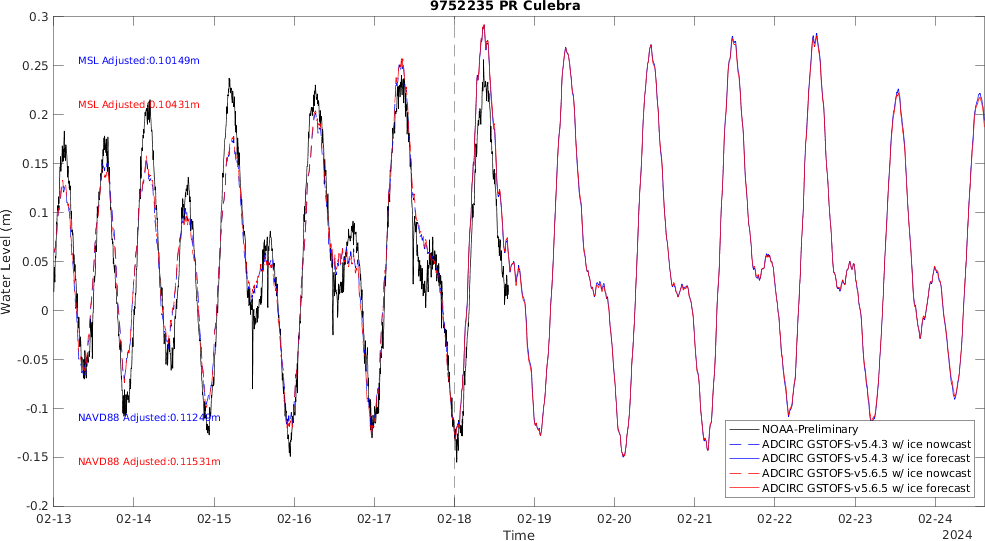 9752235 PR Culebra
0.3
0.25
0.2
0.15
0.1
0.05
0
-0.05
-0.1
-0.15
-0.2
Water Level (m)
MSL Adjusted:0.10149m
MSL Adjusted:0.10431m
NAVD88 Adjusted:0.11249m
NAVD88 Adjusted:0.11531m
NOAA-Preliminary
ADCIRC GSTOFS-v5.4.3 w/ ice nowcast
ADCIRC GSTOFS-v5.4.3 w/ ice forecast
ADCIRC GSTOFS-v5.6.5 w/ ice nowcast
ADCIRC GSTOFS-v5.6.5 w/ ice forecast
02-13 02-14 02-15 02-16 02-17 02-18 02-19 02-20 02-21 02-22 02-23 02-24
Time
2024